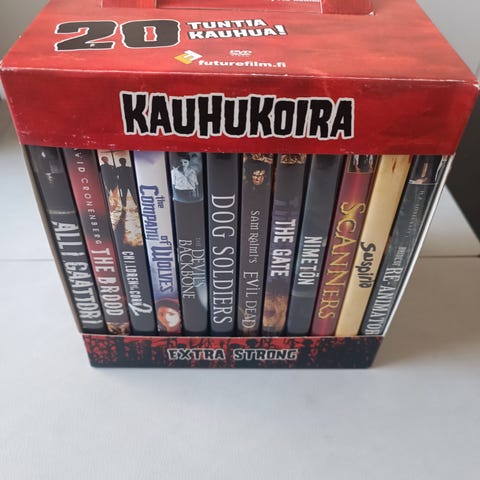 20 TUNTIA
KAUHUA!
DVD
futurefilm.fi
KAUHUKOIRA
ALLIGAATTORI
DAVID CRONENBERG THE BROOD
CHILDREN OF THE CORN 2
The COMPANY of WOLVES
THE DEVIL'S BACKBONE
DOG SOLDIERS
SAM RAIMI'S EVIL DEAD
THE GATE
NIMETÖN
SCANNERS
Suspiria
RE-ANIMATOR
EXTRA STRONG